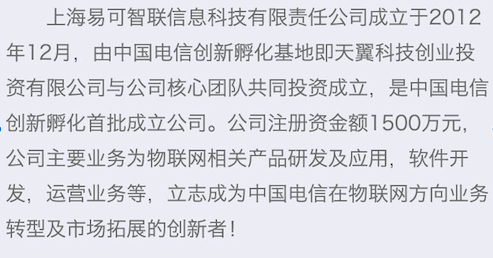 上海易可智联信息科技有限责任公司成立于2012
年12月，由中国电信创新孵化基地即天翼科技创业投
资有限公司与公司核心团队共同投资成立，是中国电信
创新孵化首批成立公司。公司注册资金额1500万元，
公司主要业务为物联网相关产品研发及应用，软件开
发，运营业务等，立志成为中国电信在物联网方向业务
转型及市场拓展的创新者！